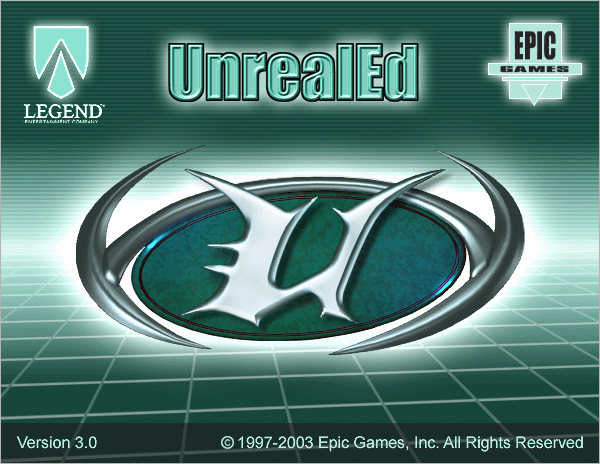 UnrealEd
LEGEND
ENTERTAINMENT COMPANY
EPIC
GAMES
U
Version 3.0
© 1997-2003 Epic Games, Inc. All Rights Reserved